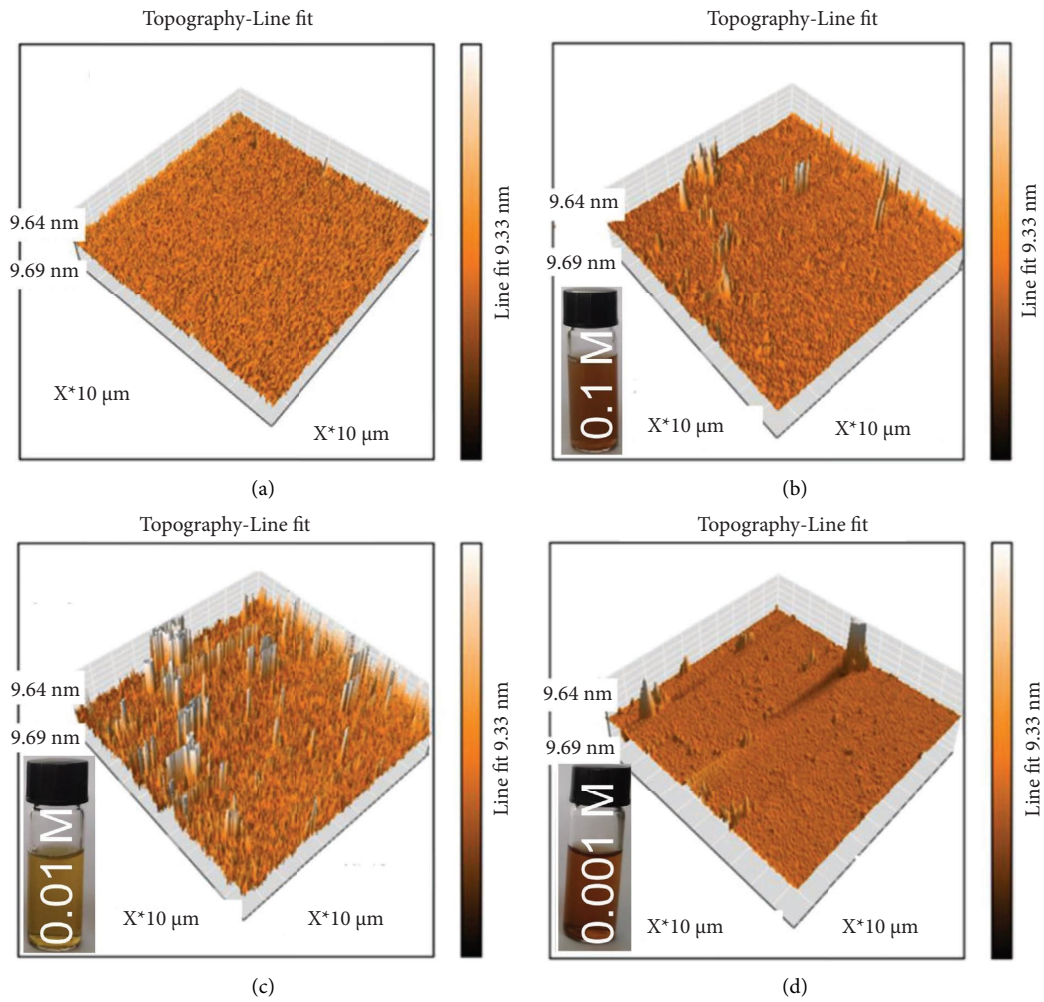 Topography-Line fit
9.64 nm
9.69 nm
X*10 µm
X*10 µm
Line fit 9.33 nm
(a)
Topography-Line fit
9.64 nm
9.69 nm
0.1 M
X*10 µm
X*10 µm
Line fit 9.33 nm
(b)
Topography-Line fit
9.64 nm
9.69 nm
0.01 M
X*10 µm
X*10 µm
Line fit 9.33 nm
(c)
Topography-Line fit
9.64 nm
9.69 nm
0.001 M
X*10 µm
X*10 µm
Line fit 9.33 nm
(d)